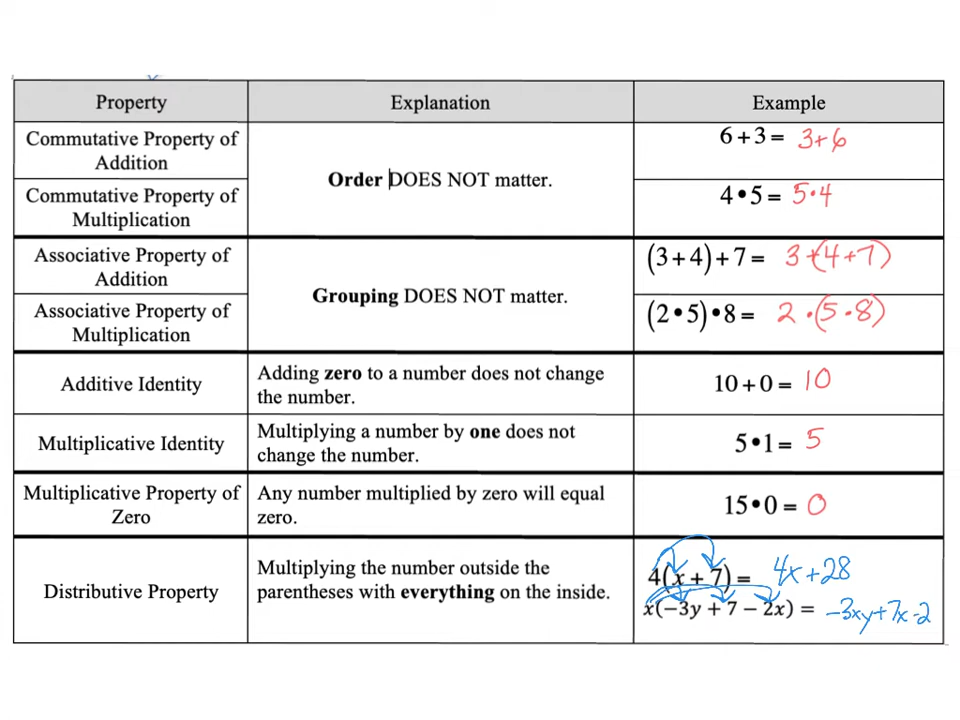 Property Explanation Example
Commutative Property of
Addition
Order DOES NOT matter.
6 + 3 = 3+6
Commutative Property of
Multiplication
4 • 5 = 5·4
Associative Property of
Addition
Grouping DOES NOT matter.
(3 + 4) + 7 = 3+(4+7)
Associative Property of
Multiplication
(2 • 5) • 8 = 2·(5·8)
Additive Identity
Adding zero to a number does not change
the number.
10 + 0 = 10
Multiplicative Identity
Multiplying a number by one does not
change the number.
5 • 1 = 5
Multiplicative Property of
Zero
Any number multiplied by zero will equal
zero.
15 • 0 = 0
Distributive Property
Multiplying the number outside the
parentheses with everything on the inside.
4(x + 7) = 4x+28
x(−3y + 7 − 2x) = -3xy+7x-2